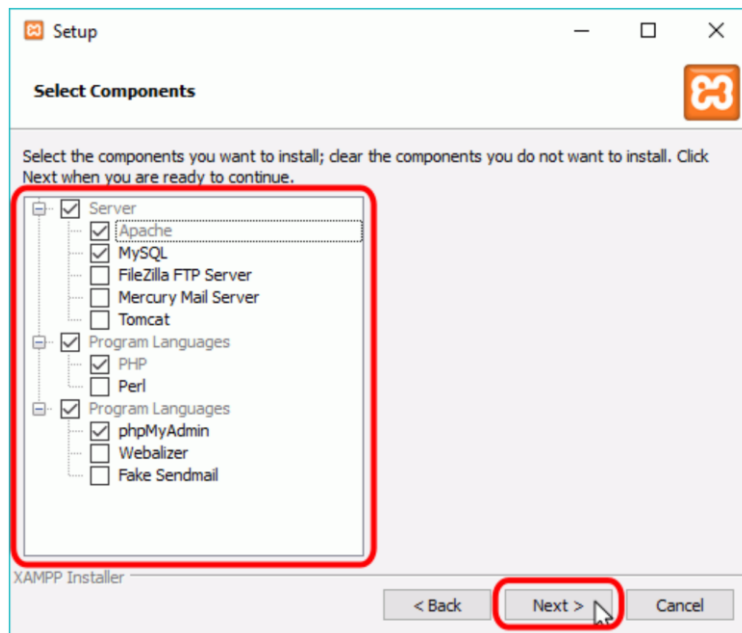 Setup
Select Components
Select the components you want to install; clear the components you do not want to install. Click
Next when you are ready to continue.
Server
Apache
MySQL
FileZilla FTP Server
Mercury Mail Server
Tomcat
Program Languages
PHP
Perl
Program Languages
phpMyAdmin
Webalizer
Fake Sendmail
XAMPP Installer
< Back Next > Cancel